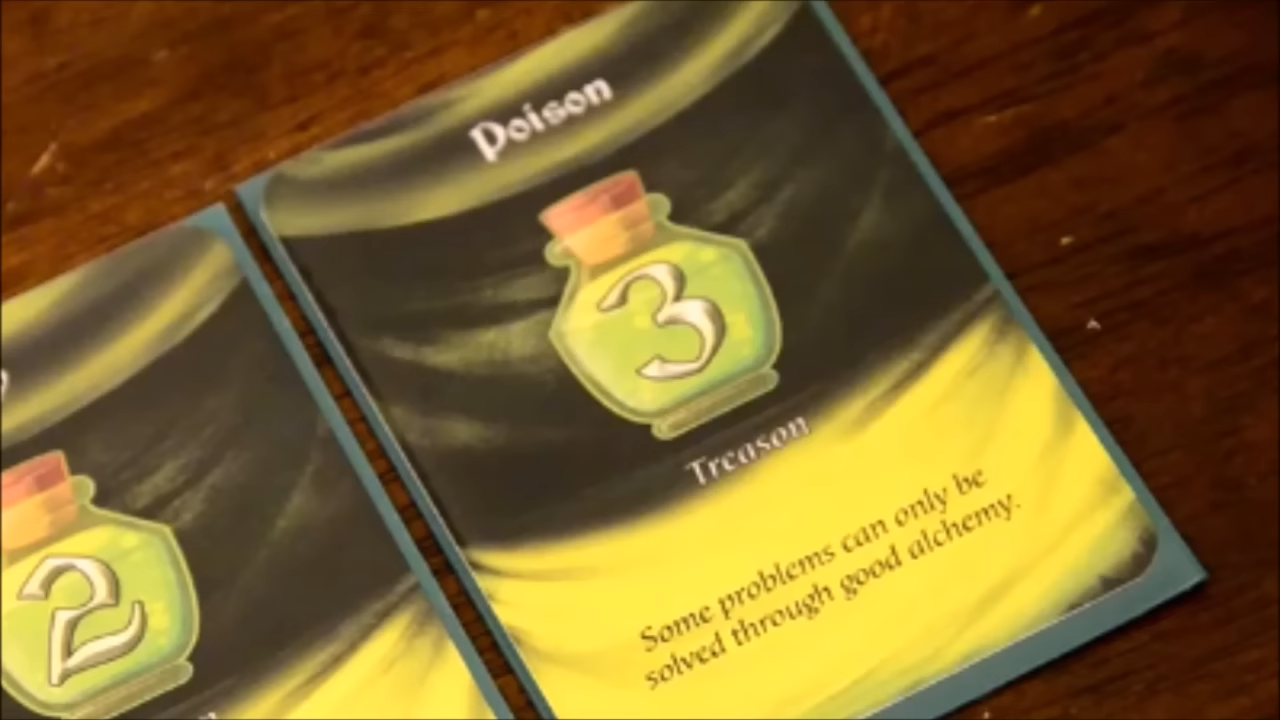 Poison
3
Treason
Some problems can only be
solved through good alchemy.
2